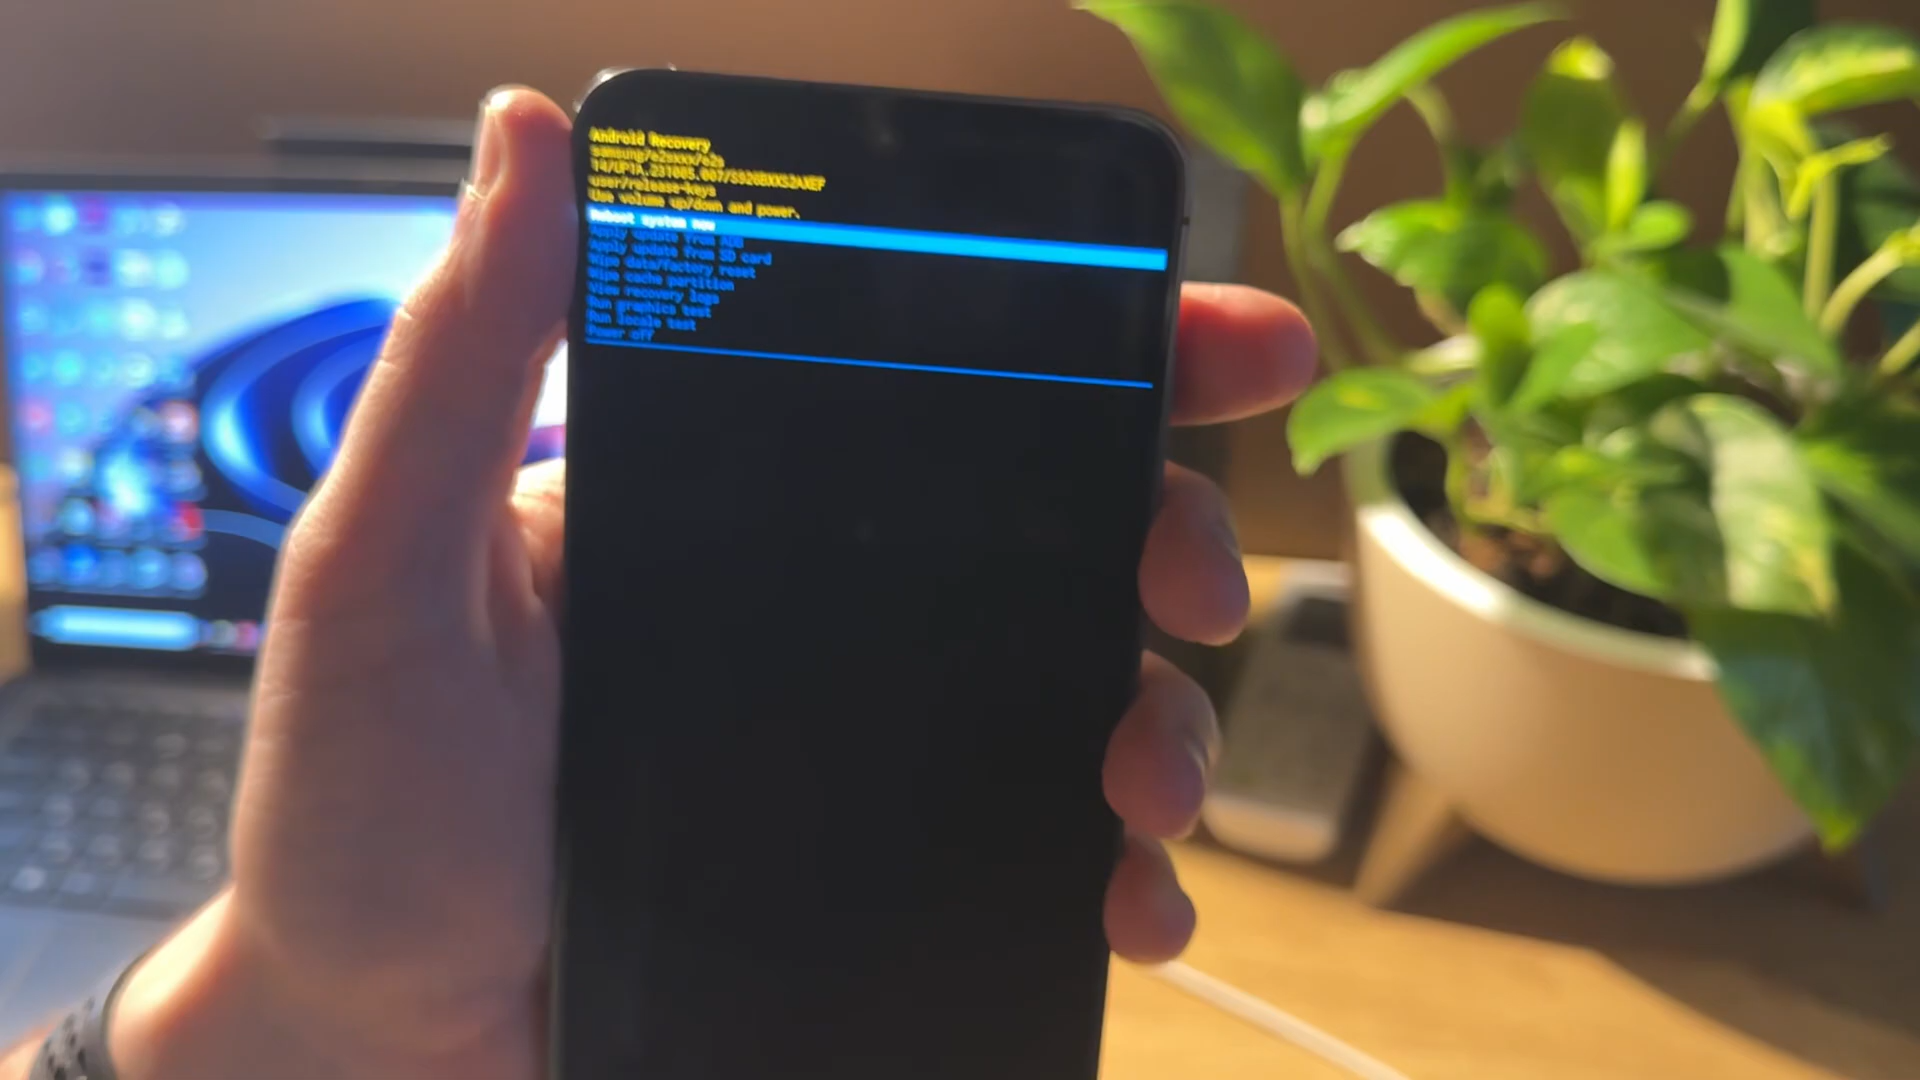 Android Recovery
samsung/e2sxxx/e2s
14/UP1A.231005.007/S926BXXS2AXEF
user/release-keys
Use volume up/down and power.
Reboot system now
Apply update from ADB
Apply update from SD card
Wipe data/factory reset
Wipe cache partition
View recovery logs
Run graphics test
Run locale test
Power off